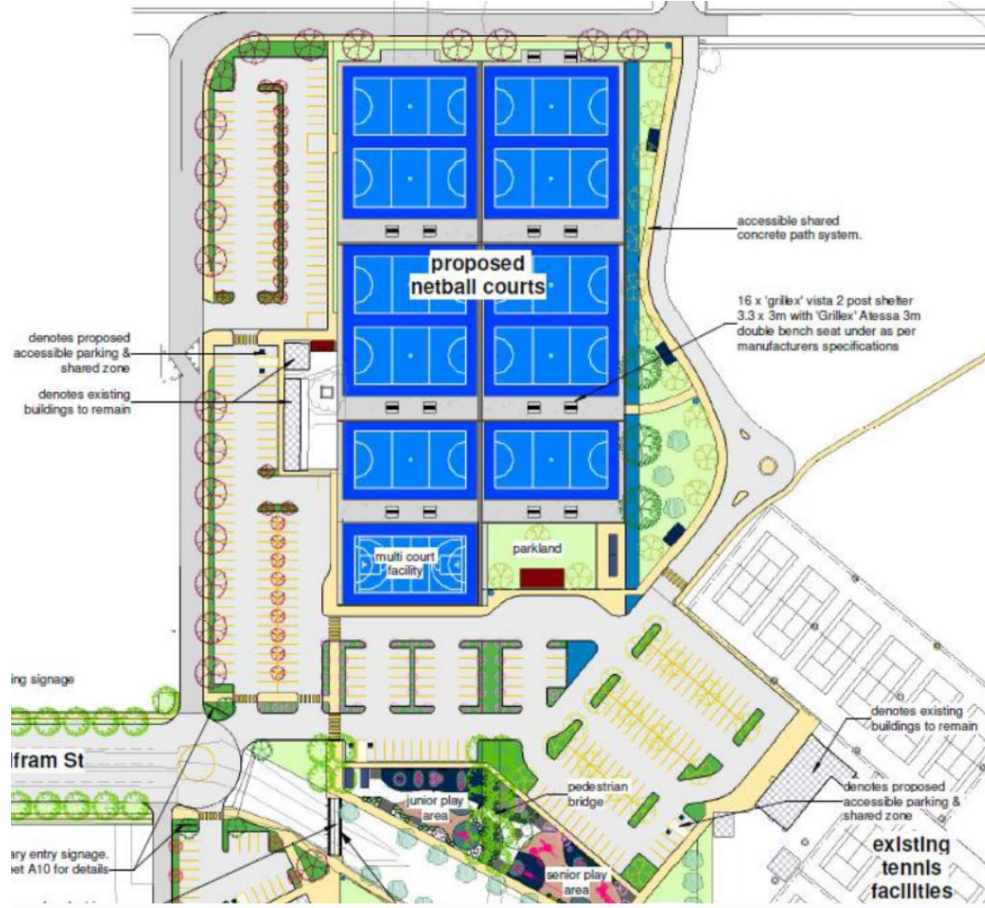 proposed
netball courts
accessible shared
concrete path system.
16 x 'grillex' vista 2 post shelter
3.3 x 3m with 'Grillex' Atessa 3m
double bench seat under as per
manufacturers specifications
denotes proposed
accessible parking &
shared zone
denotes existing
buildings to remain
multi court
facility
parkland
ing signage
denotes existing
buildings to remain
lfram St
pedestrian
bridge
junior play
area
denotes proposed
accessible parking &
shared zone
ary entry signage.
eet A10 for details
existing
tennis
facilities
senior play
area